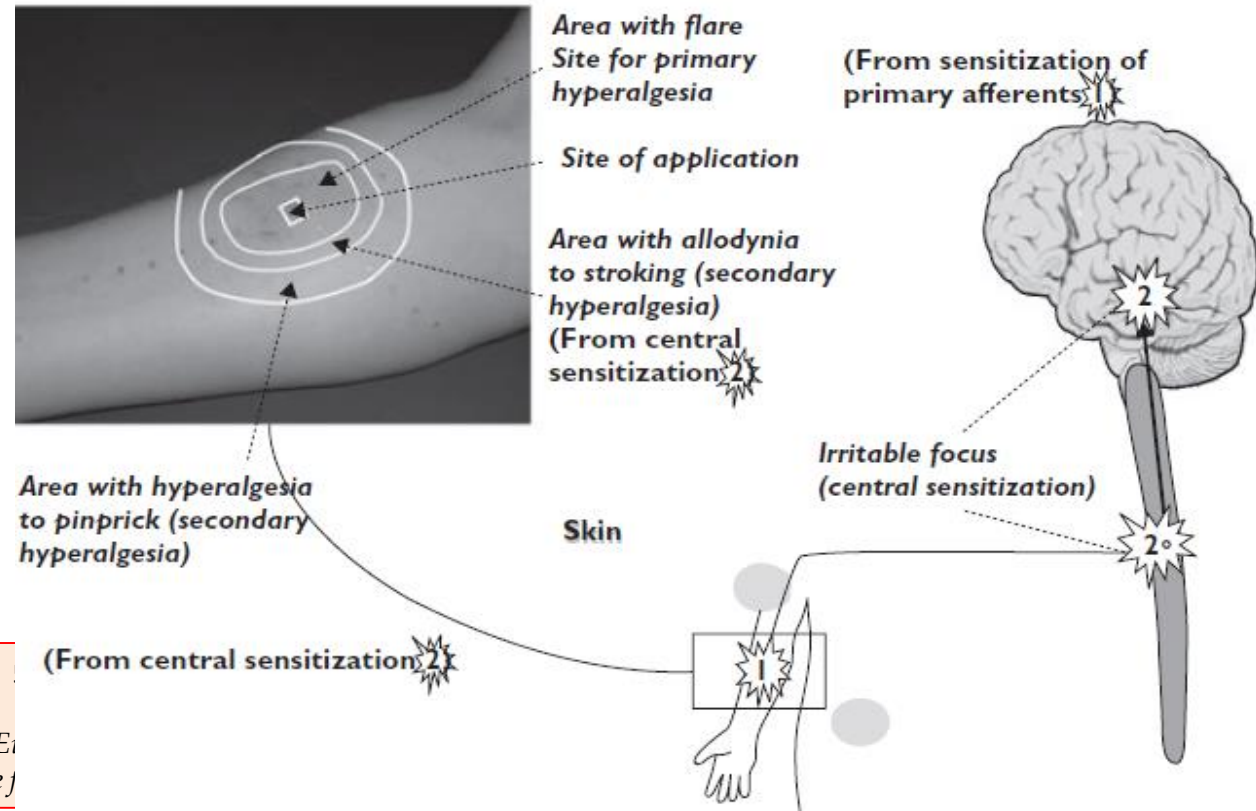 Area with flare
Site for primary
hyperalgesia
(From sensitization of
primary afferents 1)
Site of application
Area with allodynia
to stroking (secondary
hyperalgesia)
(From central
sensitization 2)
2
Irritable focus
(central sensitization)
Area with hyperalgesia
to pinprick (secondary
hyperalgesia)
Skin
2
(From central sensitization 2)
1